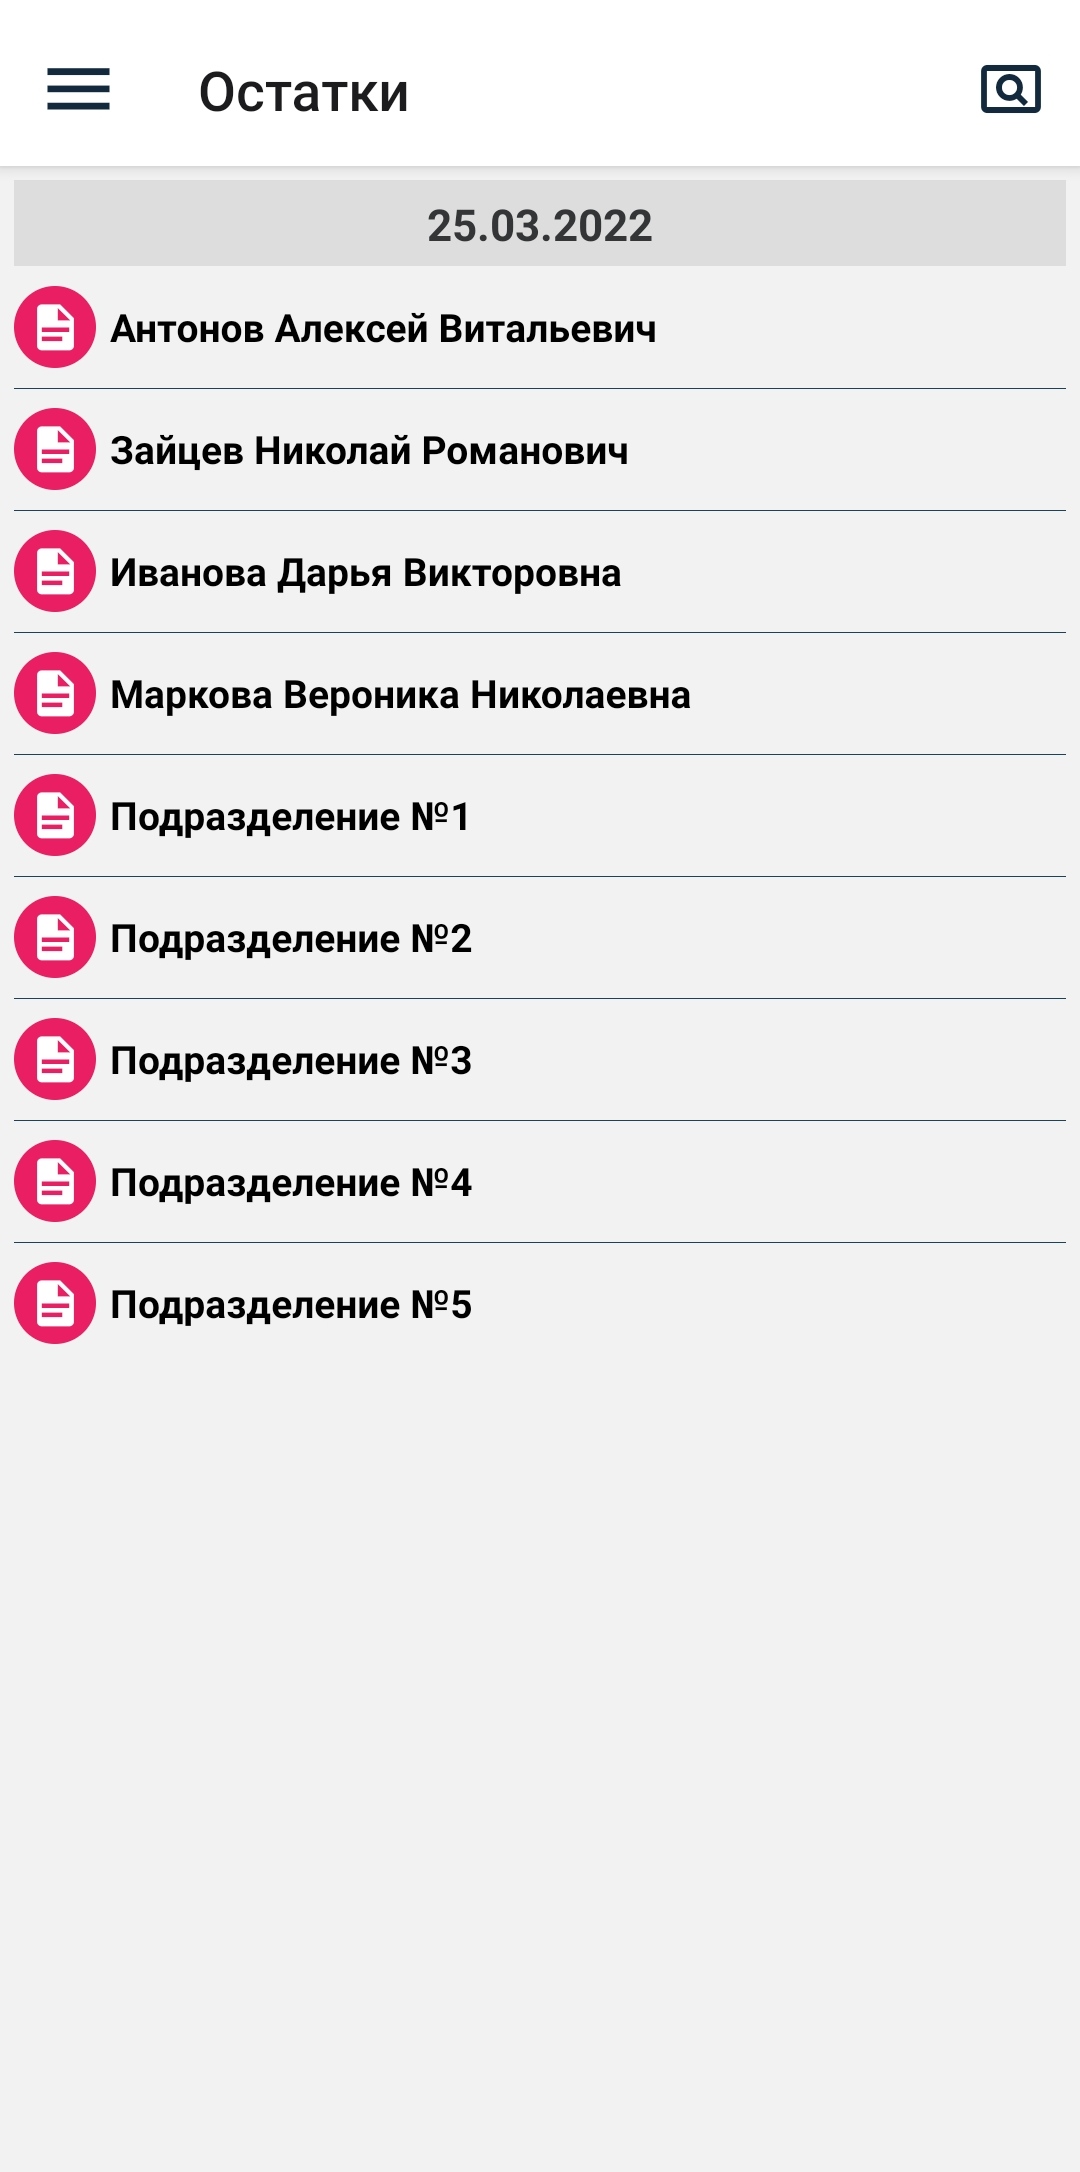 Остатки
25.03.2022
Антонов Алексей Витальевич
Зайцев Николай Романович
Иванова Дарья Викторовна
Маркова Вероника Николаевна
Подразделение №1
Подразделение №2
Подразделение №3
Подразделение №4
Подразделение №5